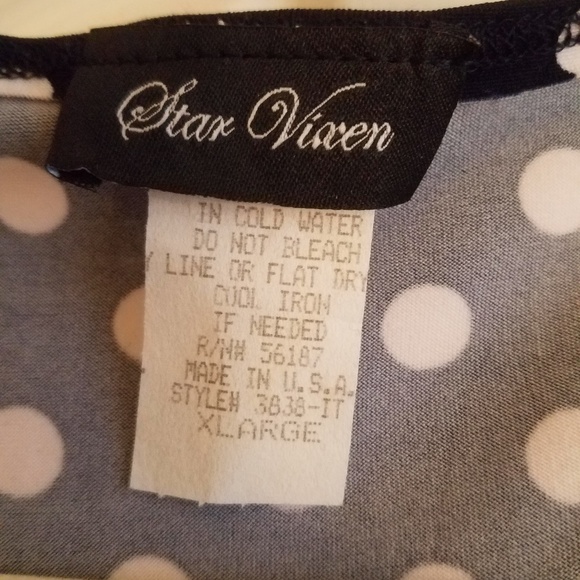 Star Vixen
IN COLD WATER
DO NOT BLEACH
Y LINE OR FLAT DRY
COOL IRON
IF NEEDED
R/N# 56187
MADE IN U.S.A.
STYLE# 3838-IT
XLARGE